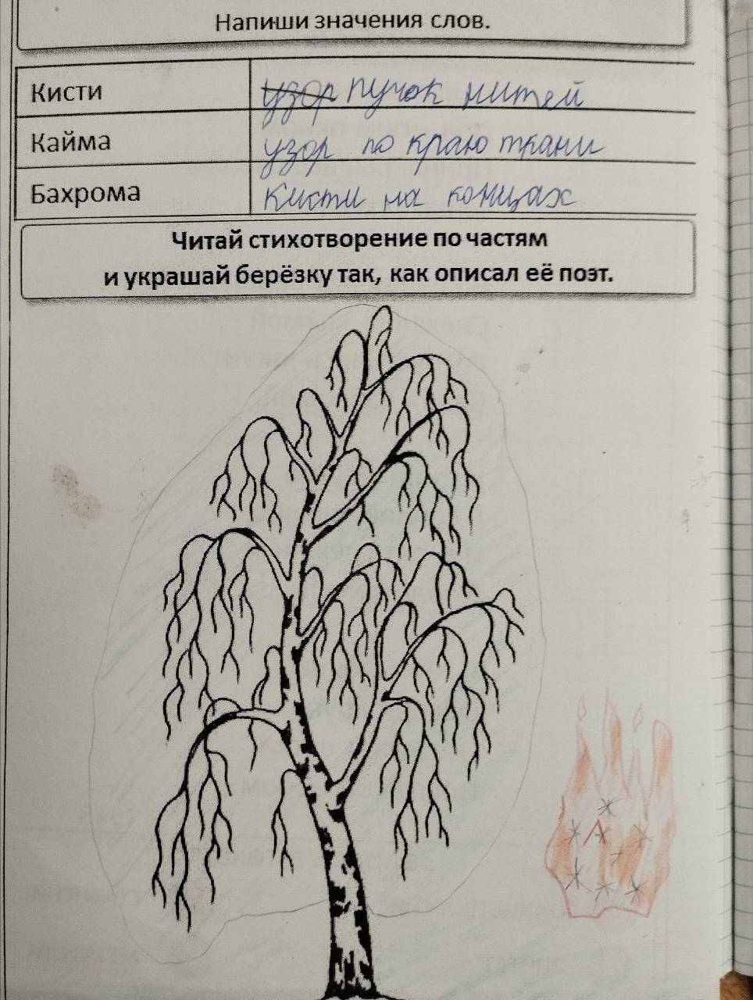 Напиши значения слов.
Кисти узор пучок нитей
Кайма узор по краю ткани
Бахрома Кисти на концах
Читай стихотворение по частям
и украшай берёзку так, как описал её поэт.
А